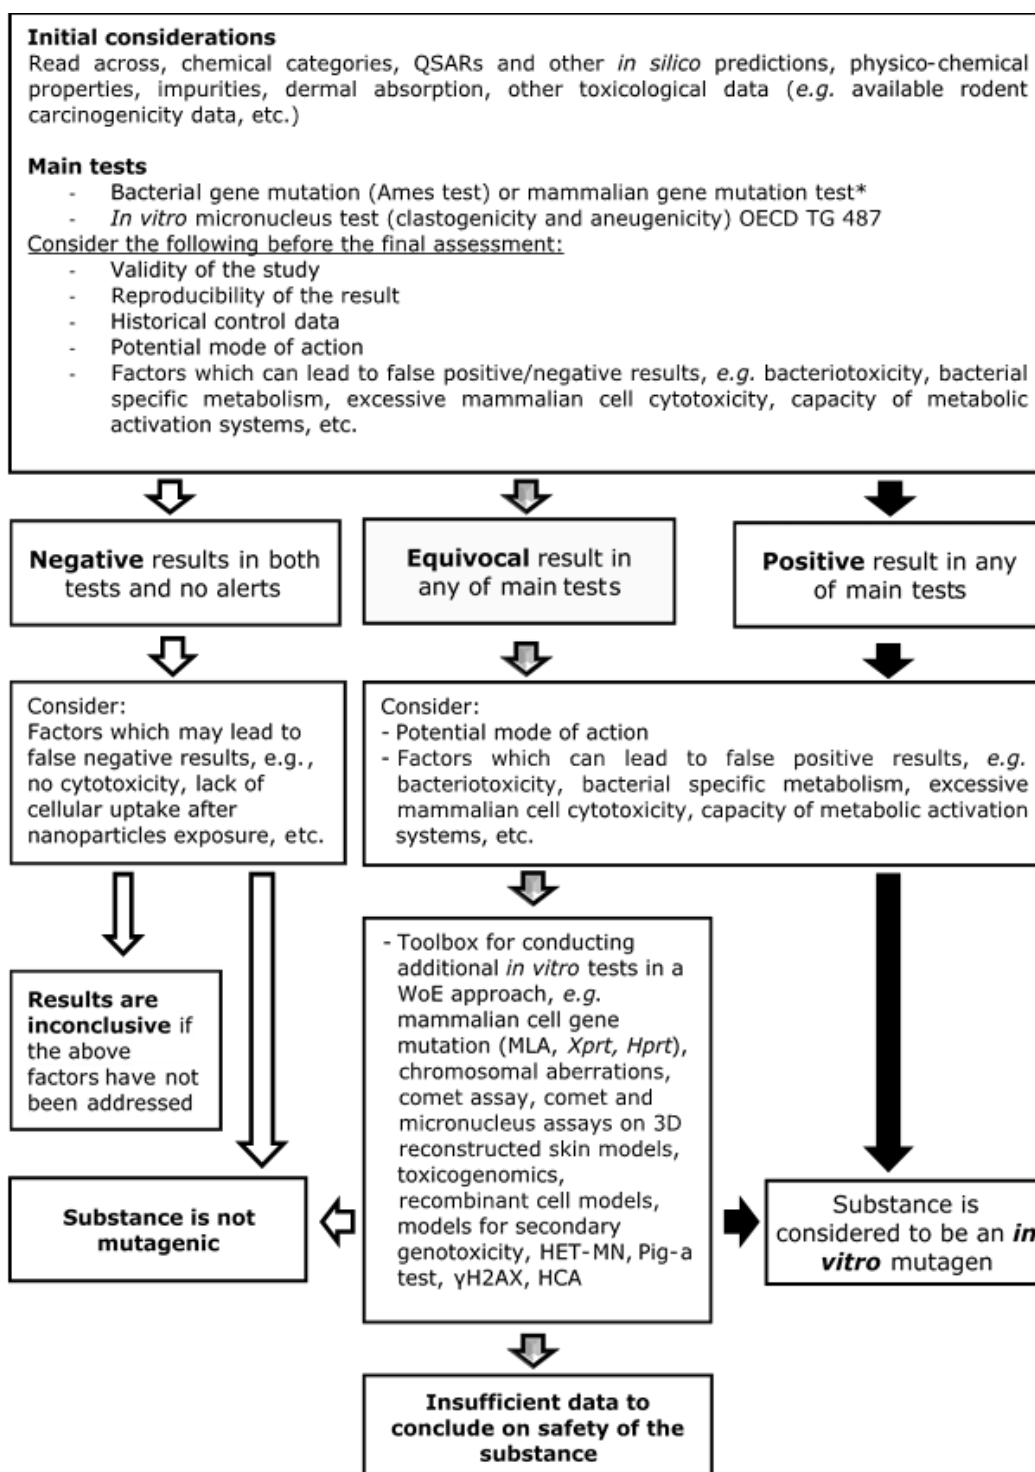 Initial considerations
Read across, chemical categories, QSARs and other in silico predictions, physico-chemical
properties, impurities, dermal absorption, other toxicological data (e.g. available rodent
carcinogenicity data, etc.)
Main tests
- Bacterial gene mutation (Ames test) or mammalian gene mutation test*
- In vitro micronucleus test (clastogenicity and aneugenicity) OECD TG 487
Consider the following before the final assessment:
- Validity of the study
- Reproducibility of the result
- Historical control data
- Potential mode of action
- Factors which can lead to false positive/negative results, e.g. bacteriotoxicity, bacterial
specific metabolism, excessive mammalian cell cytotoxicity, capacity of metabolic
activation systems, etc.
Negative results in both
tests and no alerts
Equivocal result in
any of main tests
Positive result in any
of main tests
Consider:
Factors which may lead to
false negative results, e.g.,
no cytotoxicity, lack of
cellular uptake after
nanoparticles exposure, etc.
Consider:
- Potential mode of action
- Factors which can lead to false positive results, e.g.
bacteriotoxicity, bacterial specific metabolism, excessive
mammalian cell cytotoxicity, capacity of metabolic activation
systems, etc.
Results are
inconclusive if
the above
factors have not
been addressed
- Toolbox for conducting
additional in vitro tests in a
WoE approach, e.g.
mammalian cell gene
mutation (MLA, Xprt, Hprt),
chromosomal aberrations,
comet assay, comet and
micronucleus assays on 3D
reconstructed skin models,
toxicogenomics,
recombinant cell models,
models for secondary
genotoxicity, HET-MN, Pig-a
test, γH2AX, HCA
Substance is not
mutagenic
Substance is
considered to be an in
vitro mutagen
Insufficient data to
conclude on safety of the
substance